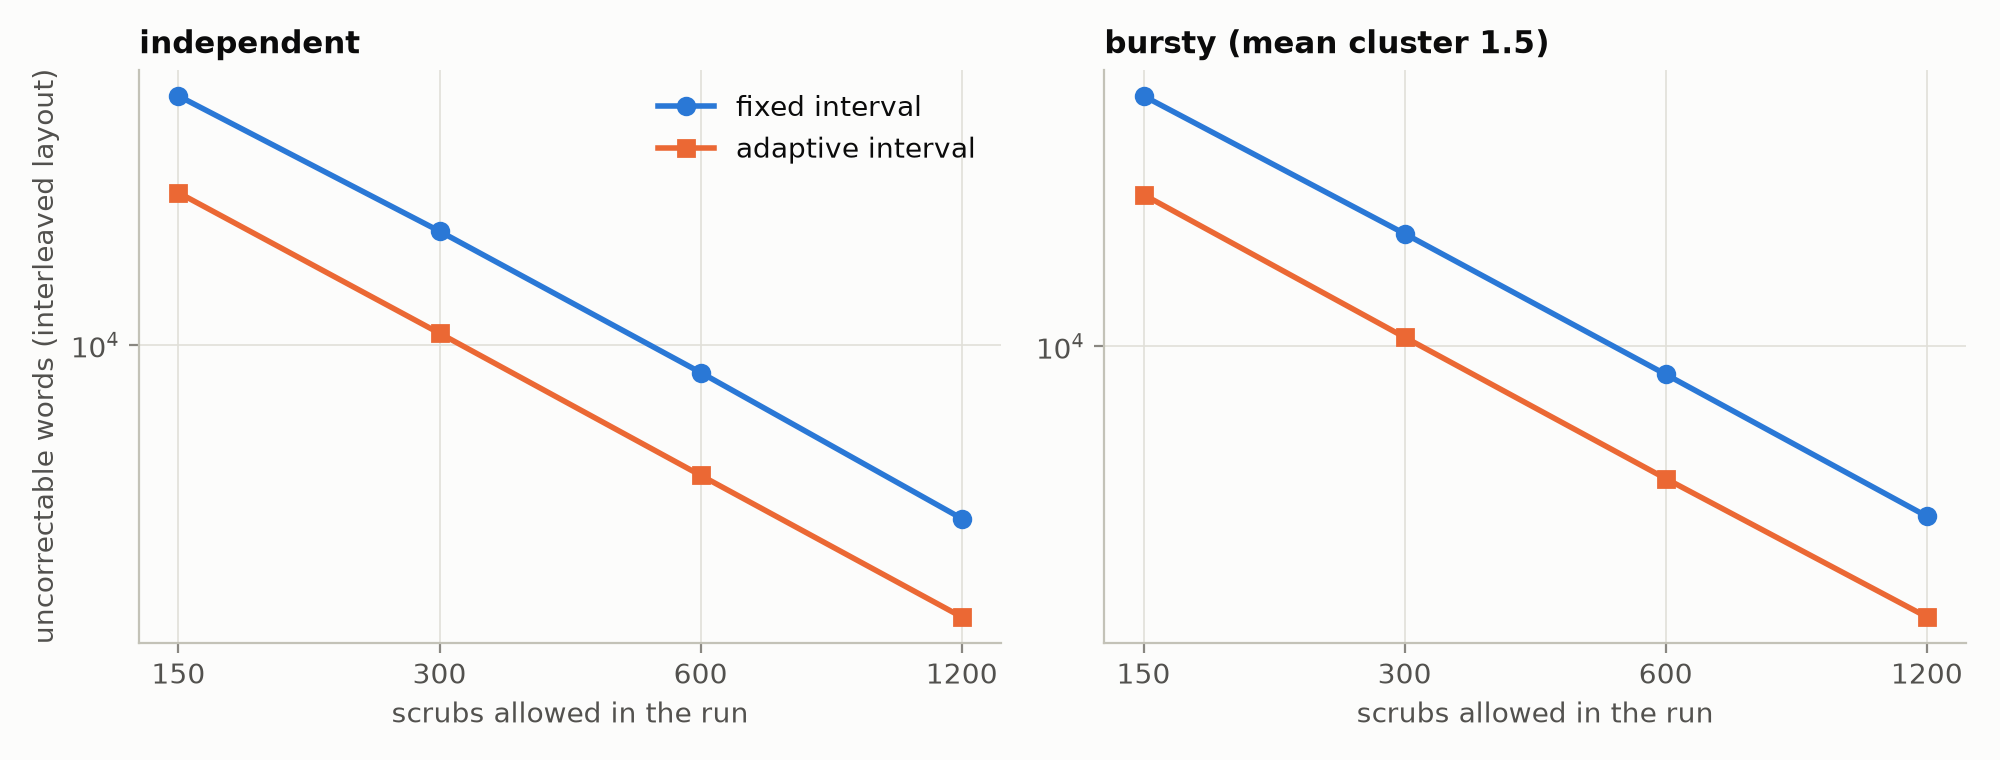 independent
uncorrectable words (interleaved layout)
fixed interval
adaptive interval
10⁴
150 300 600 1200
scrubs allowed in the run
bursty (mean cluster 1.5)
10⁴
150 300 600 1200
scrubs allowed in the run